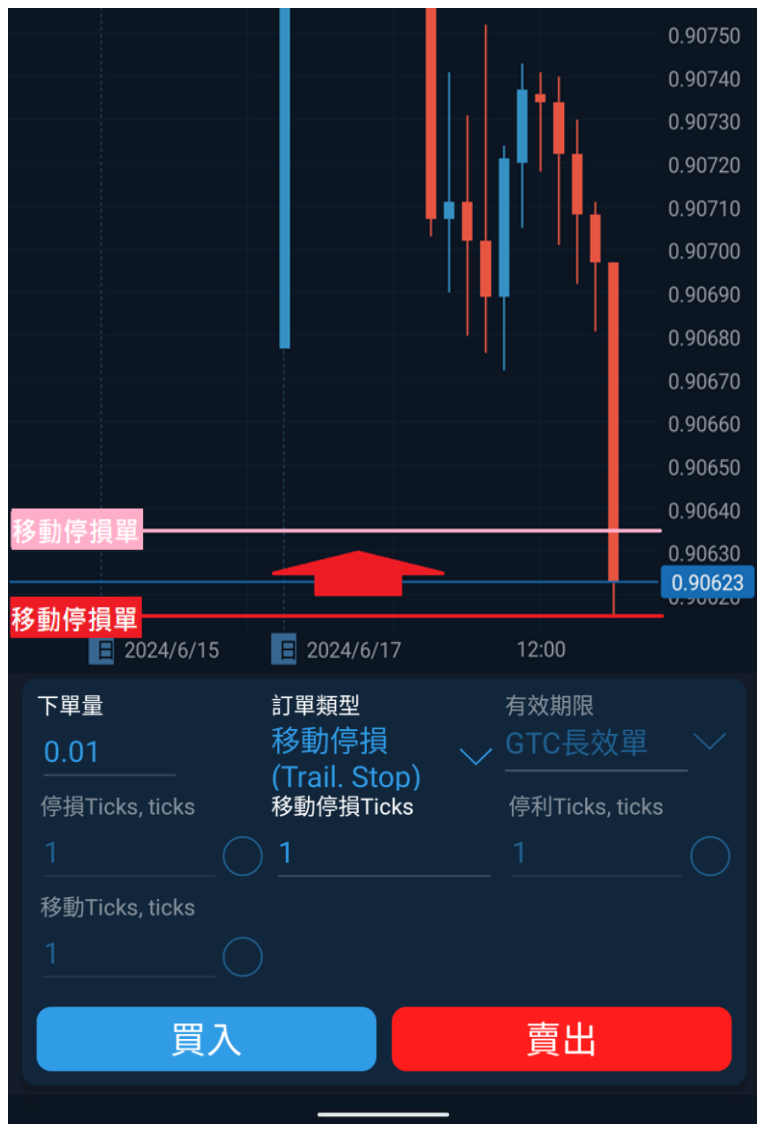 0.90750
0.90740
0.90730
0.90720
0.90710
0.90700
0.90690
0.90680
0.90670
0.90660
0.90650
0.90640
移動停損單
0.90630
0.90623
0.90620
移動停損單
日 2024/6/15
日 2024/6/17
12:00
下單量
訂單類型
有效期限
0.01
移動停損
(Trail. Stop)
GTC長效單
停損Ticks, ticks
移動停損Ticks
停利Ticks, ticks
1
1
1
移動Ticks, ticks
1
買入
賣出